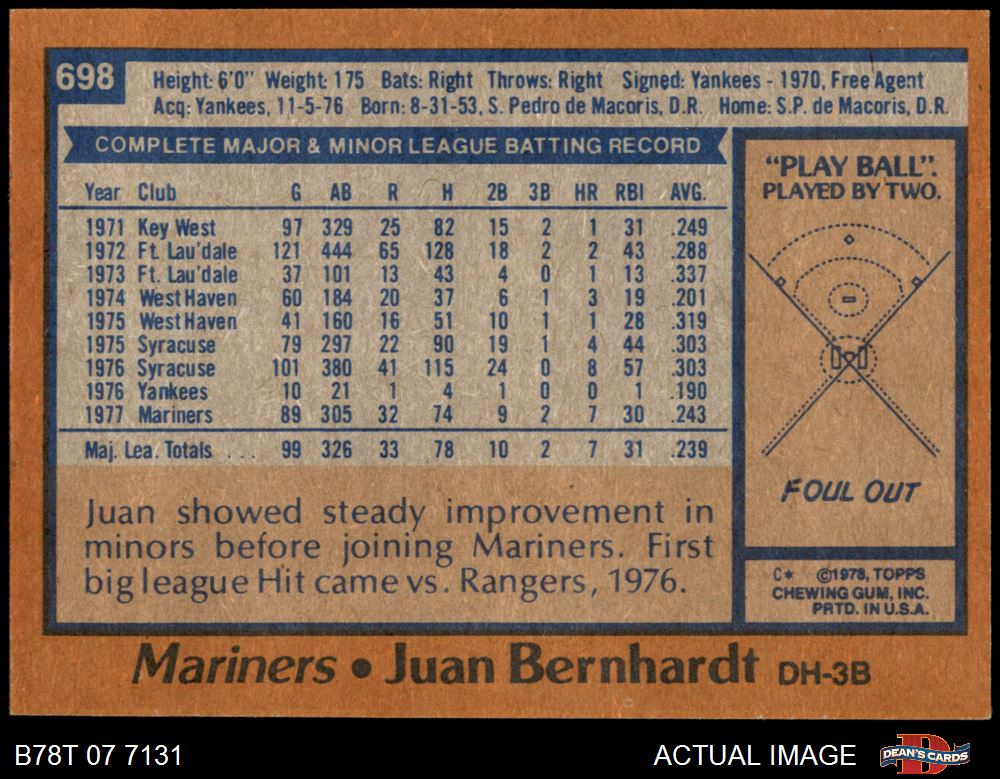 698
Height: 6'0" Weight: 175 Bats: Right Throws: Right Signed: Yankees - 1970, Free Agent
Acq: Yankees, 11-5-76 Born: 8-31-53, S. Pedro de Macoris, D.R. Home: S.P. de Macoris, D.R.
COMPLETE MAJOR & MINOR LEAGUE BATTING RECORD
Year Club G AB R H 2B 3B HR RBI AVG.
1971 Key West 97 329 25 82 15 2 1 31 .249
1972 Ft. Lau'dale 121 444 65 128 18 2 2 43 .288
1973 Ft. Lau'dale 37 101 13 43 4 0 1 13 .337
1974 West Haven 60 184 20 37 6 1 3 19 .201
1975 West Haven 41 160 16 51 10 1 1 28 .319
1975 Syracuse 79 297 22 90 19 1 4 44 .303
1976 Syracuse 101 380 41 115 24 0 8 57 .303
1976 Yankees 10 21 1 4 1 0 0 1 .190
1977 Mariners 89 305 32 74 9 2 7 30 .243
Maj. Lea. Totals . . . 99 326 33 78 10 2 7 31 .239
Juan showed steady improvement in
minors before joining Mariners. First
big league Hit came vs. Rangers, 1976.
"PLAY BALL".
PLAYED BY TWO.
FOUL OUT
C* ©1978, TOPPS
CHEWING GUM, INC.
PRTD. IN U.S.A.
Mariners • Juan Bernhardt DH-3B
B78T 07 7131
ACTUAL IMAGE
DEAN'S CARDS